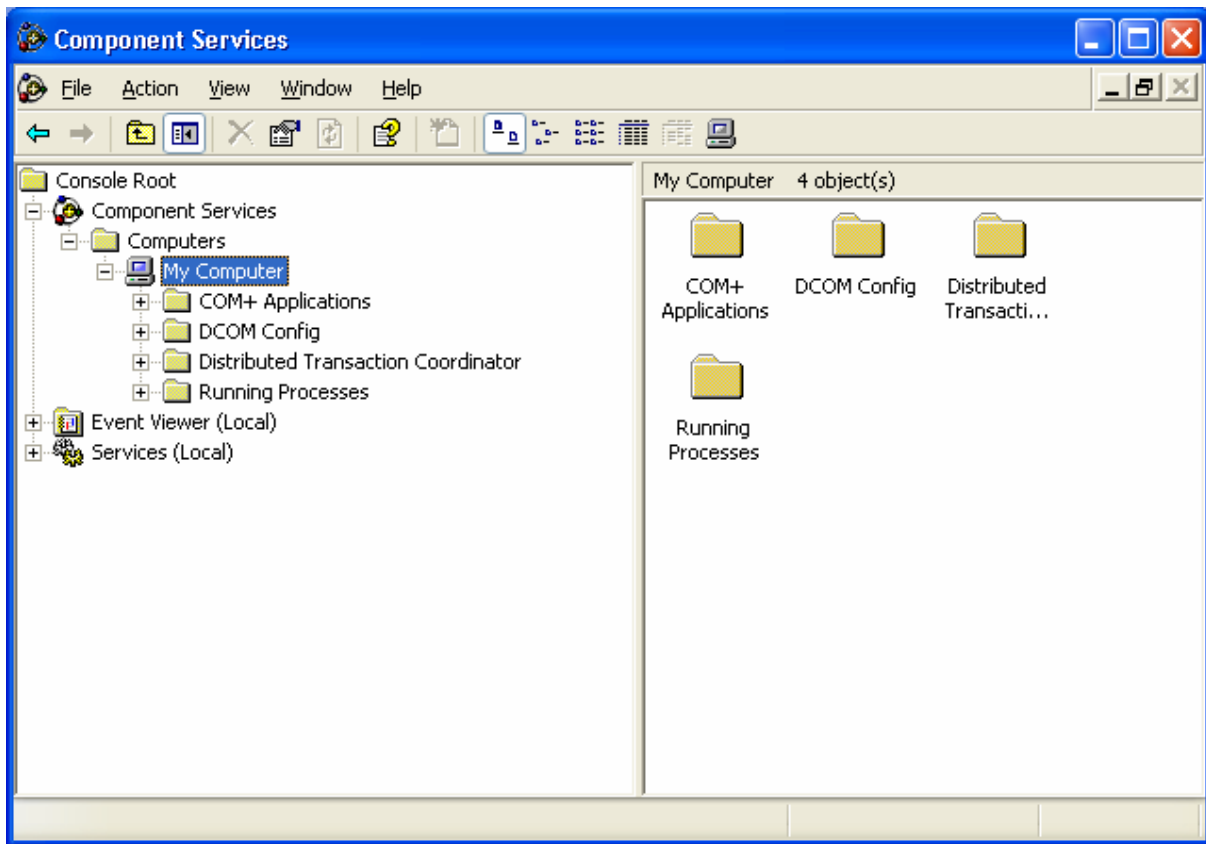 Component Services
File Action View Window Help
Console Root
Component Services
Computers
My Computer
COM+ Applications
DCOM Config
Distributed Transaction Coordinator
Running Processes
Event Viewer (Local)
Services (Local)
My Computer 4 object(s)
COM+ DCOM Config Distributed
Applications Transacti...
Running
Processes